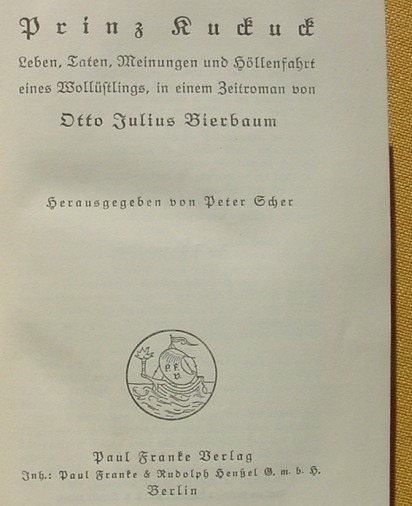 Prinz Kuckuck
Leben, Taten, Meinungen und Höllenfahrt
eines Wollüstlings, in einem Zeitroman von
Otto Julius Bierbaum
Herausgegeben von Peter Scher
P. F.
V.
Paul Franke Verlag
Inh.: Paul Franke & Rudolph Henßel G. m. b. H.
Berlin